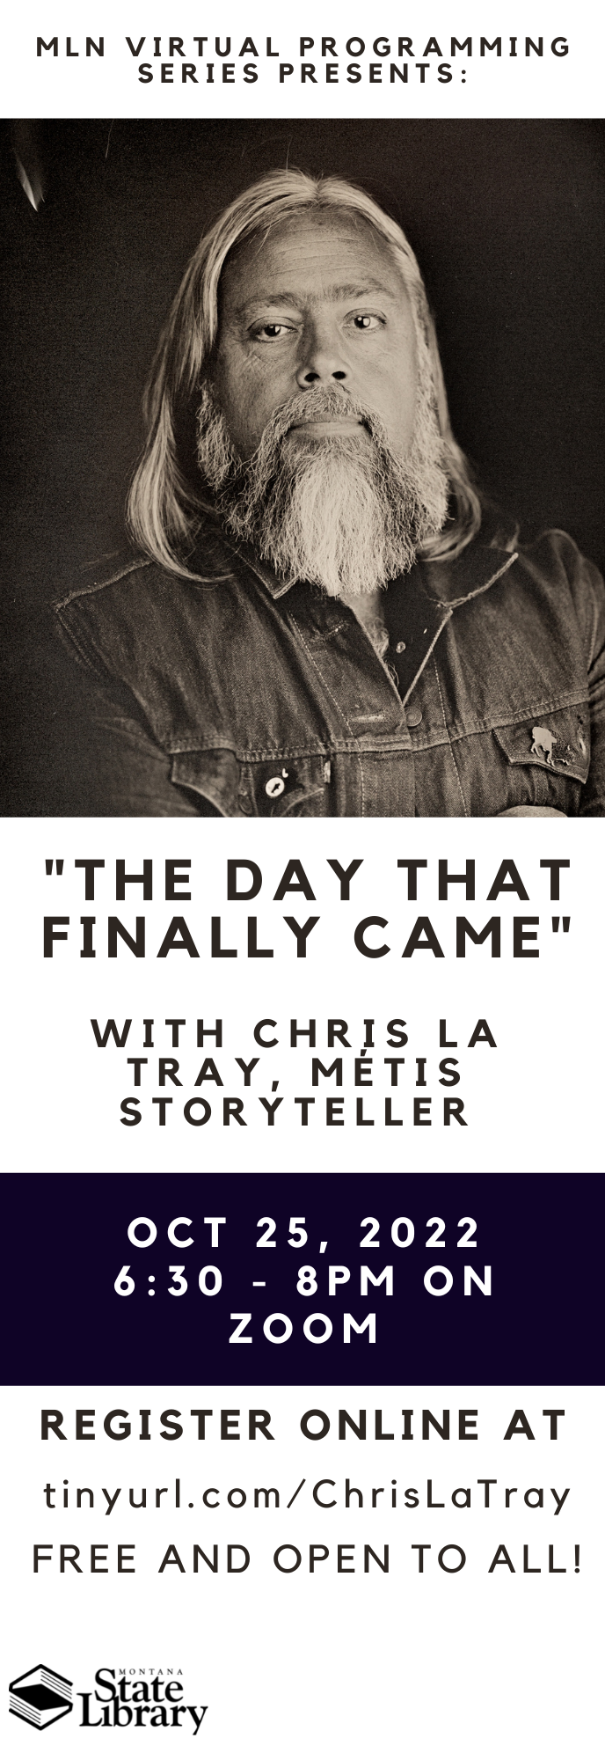 MLN VIRTUAL PROGRAMMING
SERIES PRESENTS:
"THE DAY THAT
FINALLY CAME"
WITH CHRIS LA
TRAY, MÉTIS
STORYTELLER
OCT 25, 2022
6:30 - 8PM ON
ZOOM
REGISTER ONLINE AT
tinyurl.com/ChrisLaTray
FREE AND OPEN TO ALL!
MONTANA
State
Library